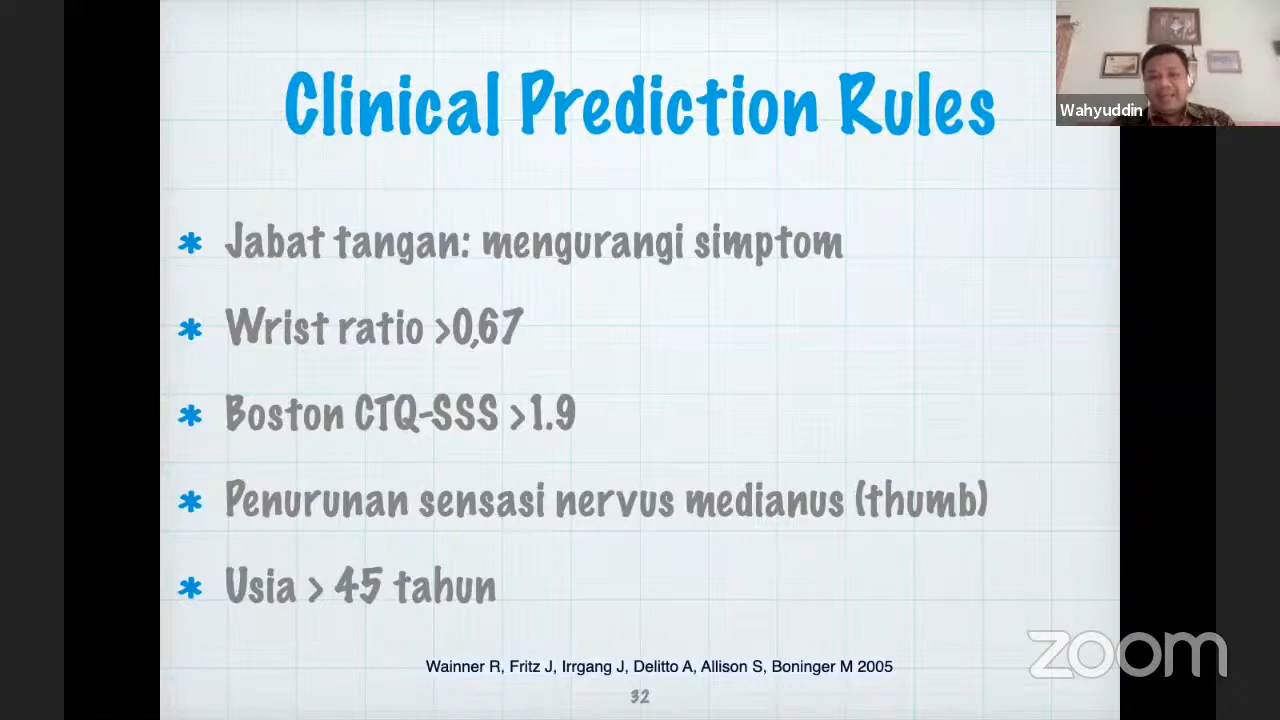 Clinical Prediction Rules
Wahyuddin
* Jabat tangan: mengurangi simptom
* Wrist ratio >0,67
* Boston CTQ-SSS >1.9
* Penurunan sensasi nervus medianus (thumb)
* Usia > 45 tahun
Wainner R, Fritz J, Irrgang J, Delitto A, Allison S, Boninger M 2005
32
zoom